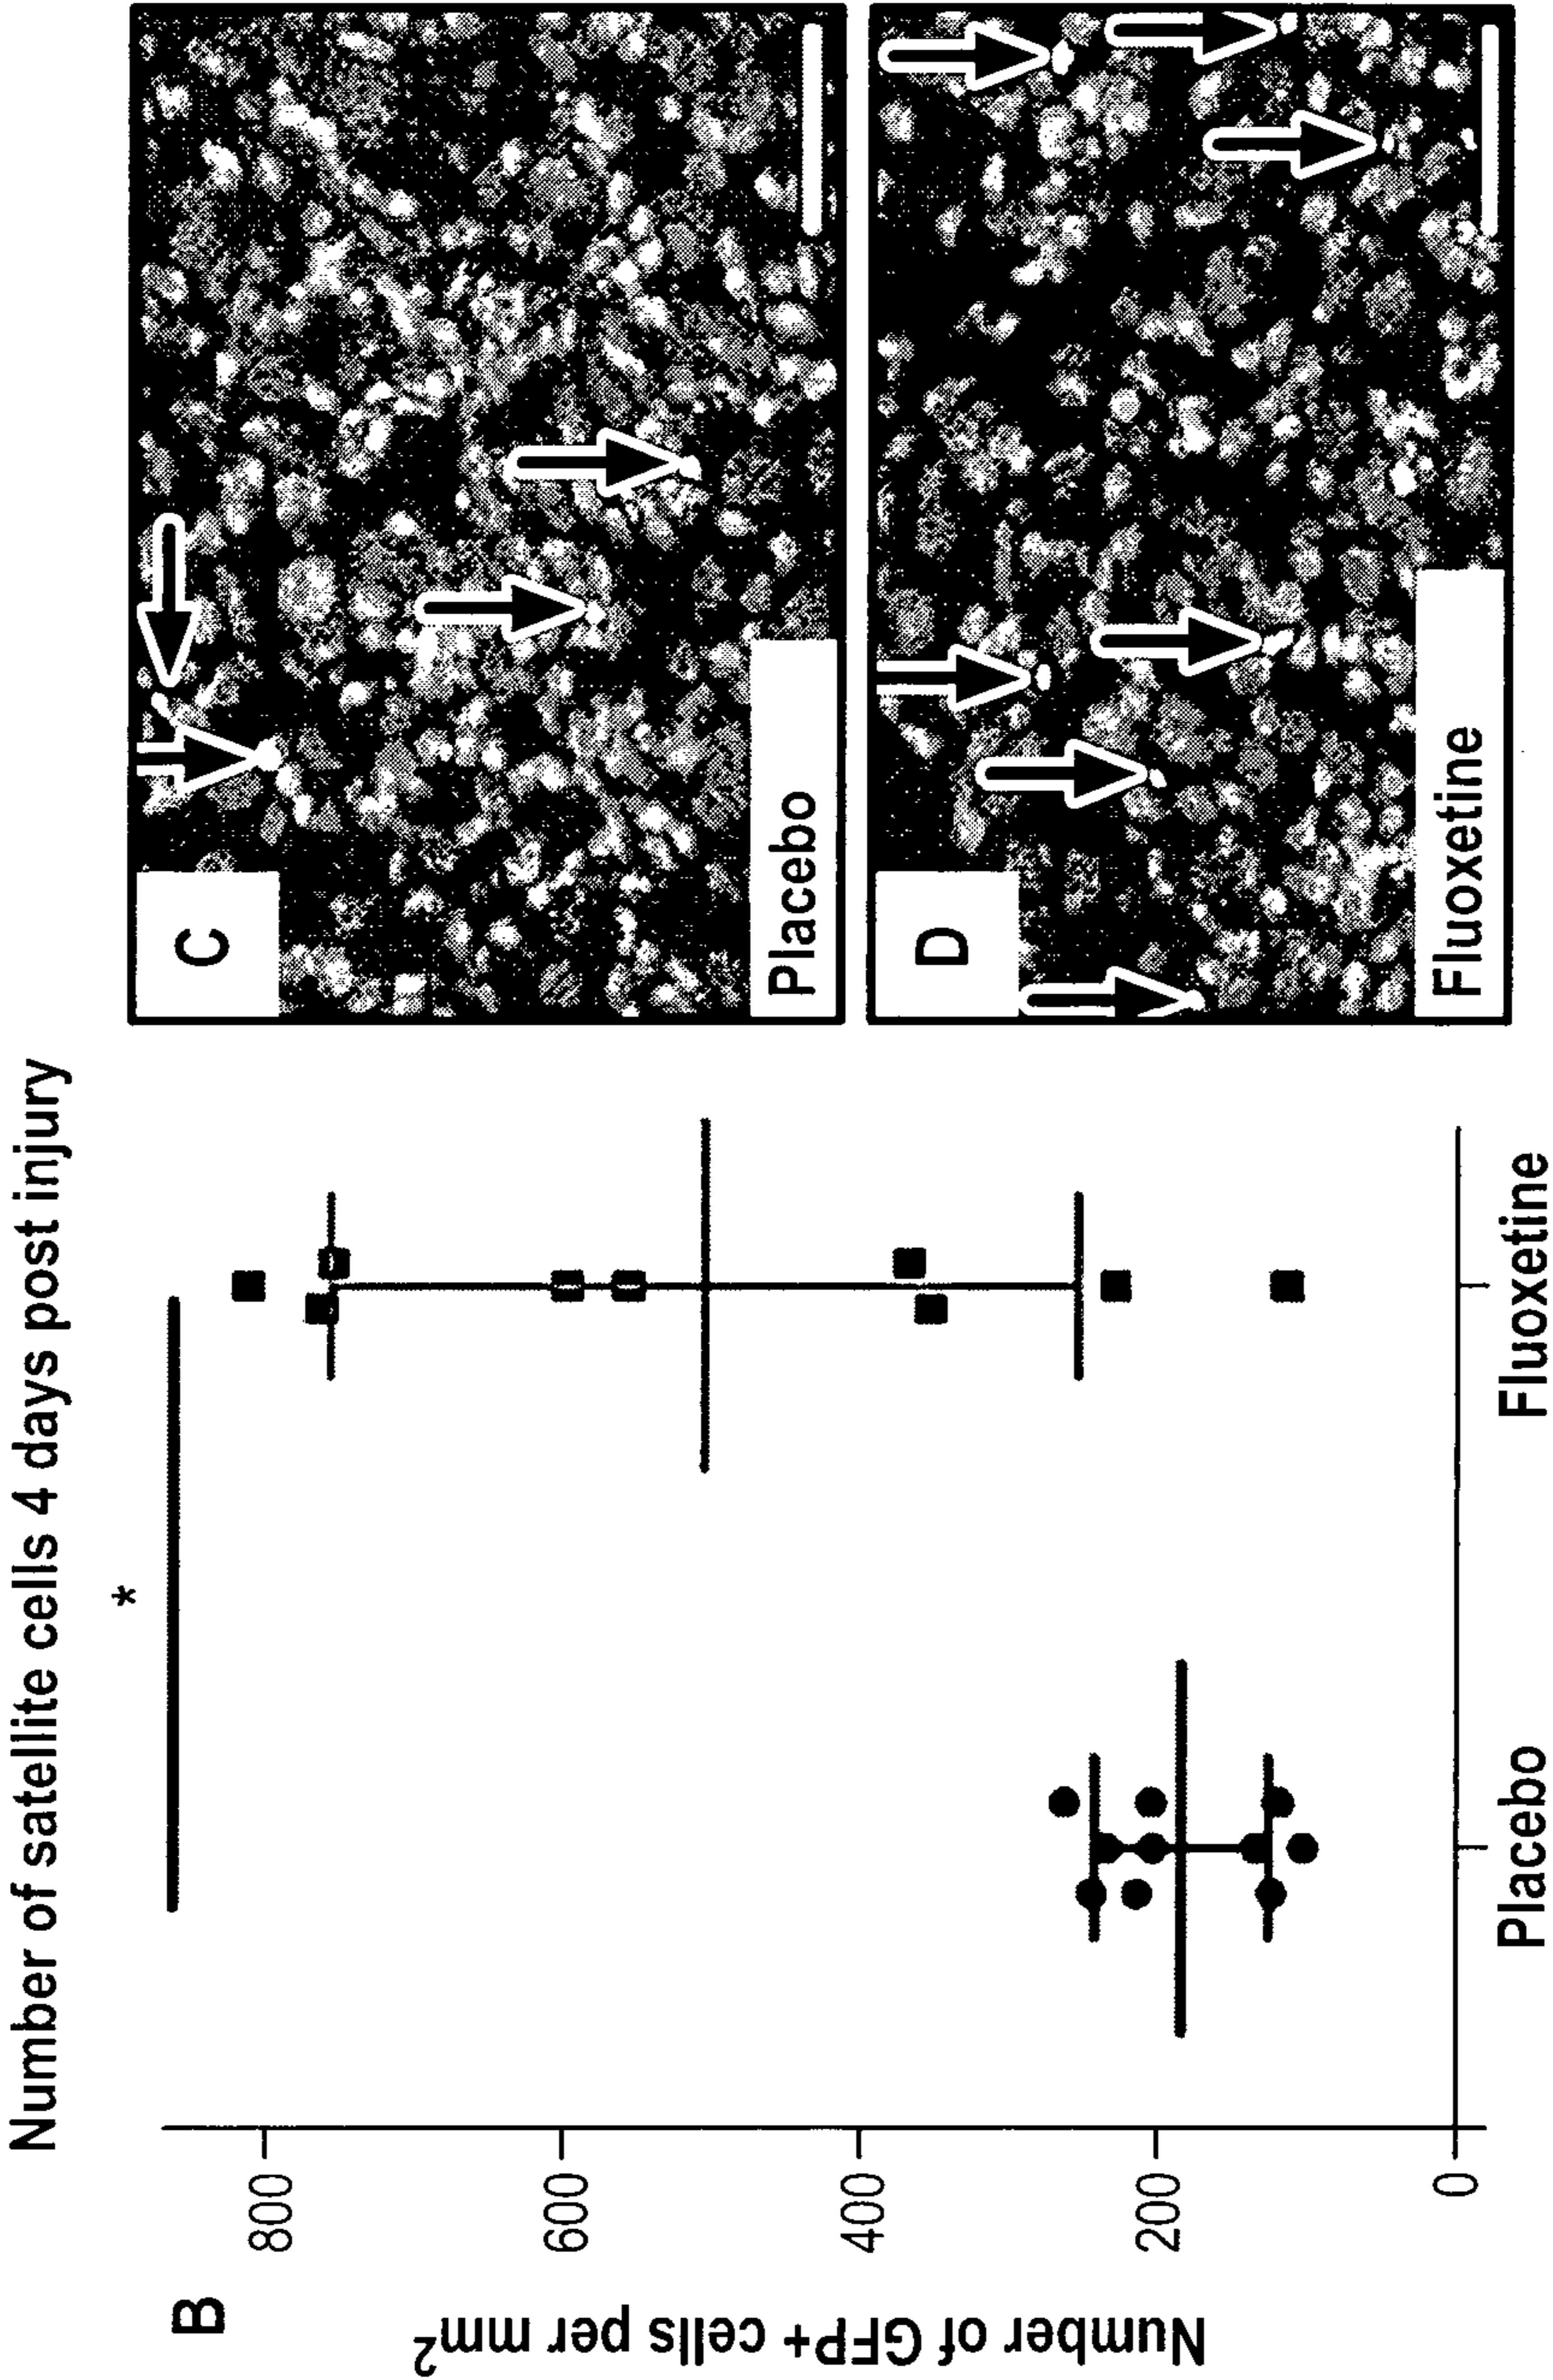 Number of satellite cells 4 days post injury
B
Number of GFP+ cells per mm²
800
600
400
200
0
*
Placebo
Fluoxetine
C
Placebo
D
Fluoxetine